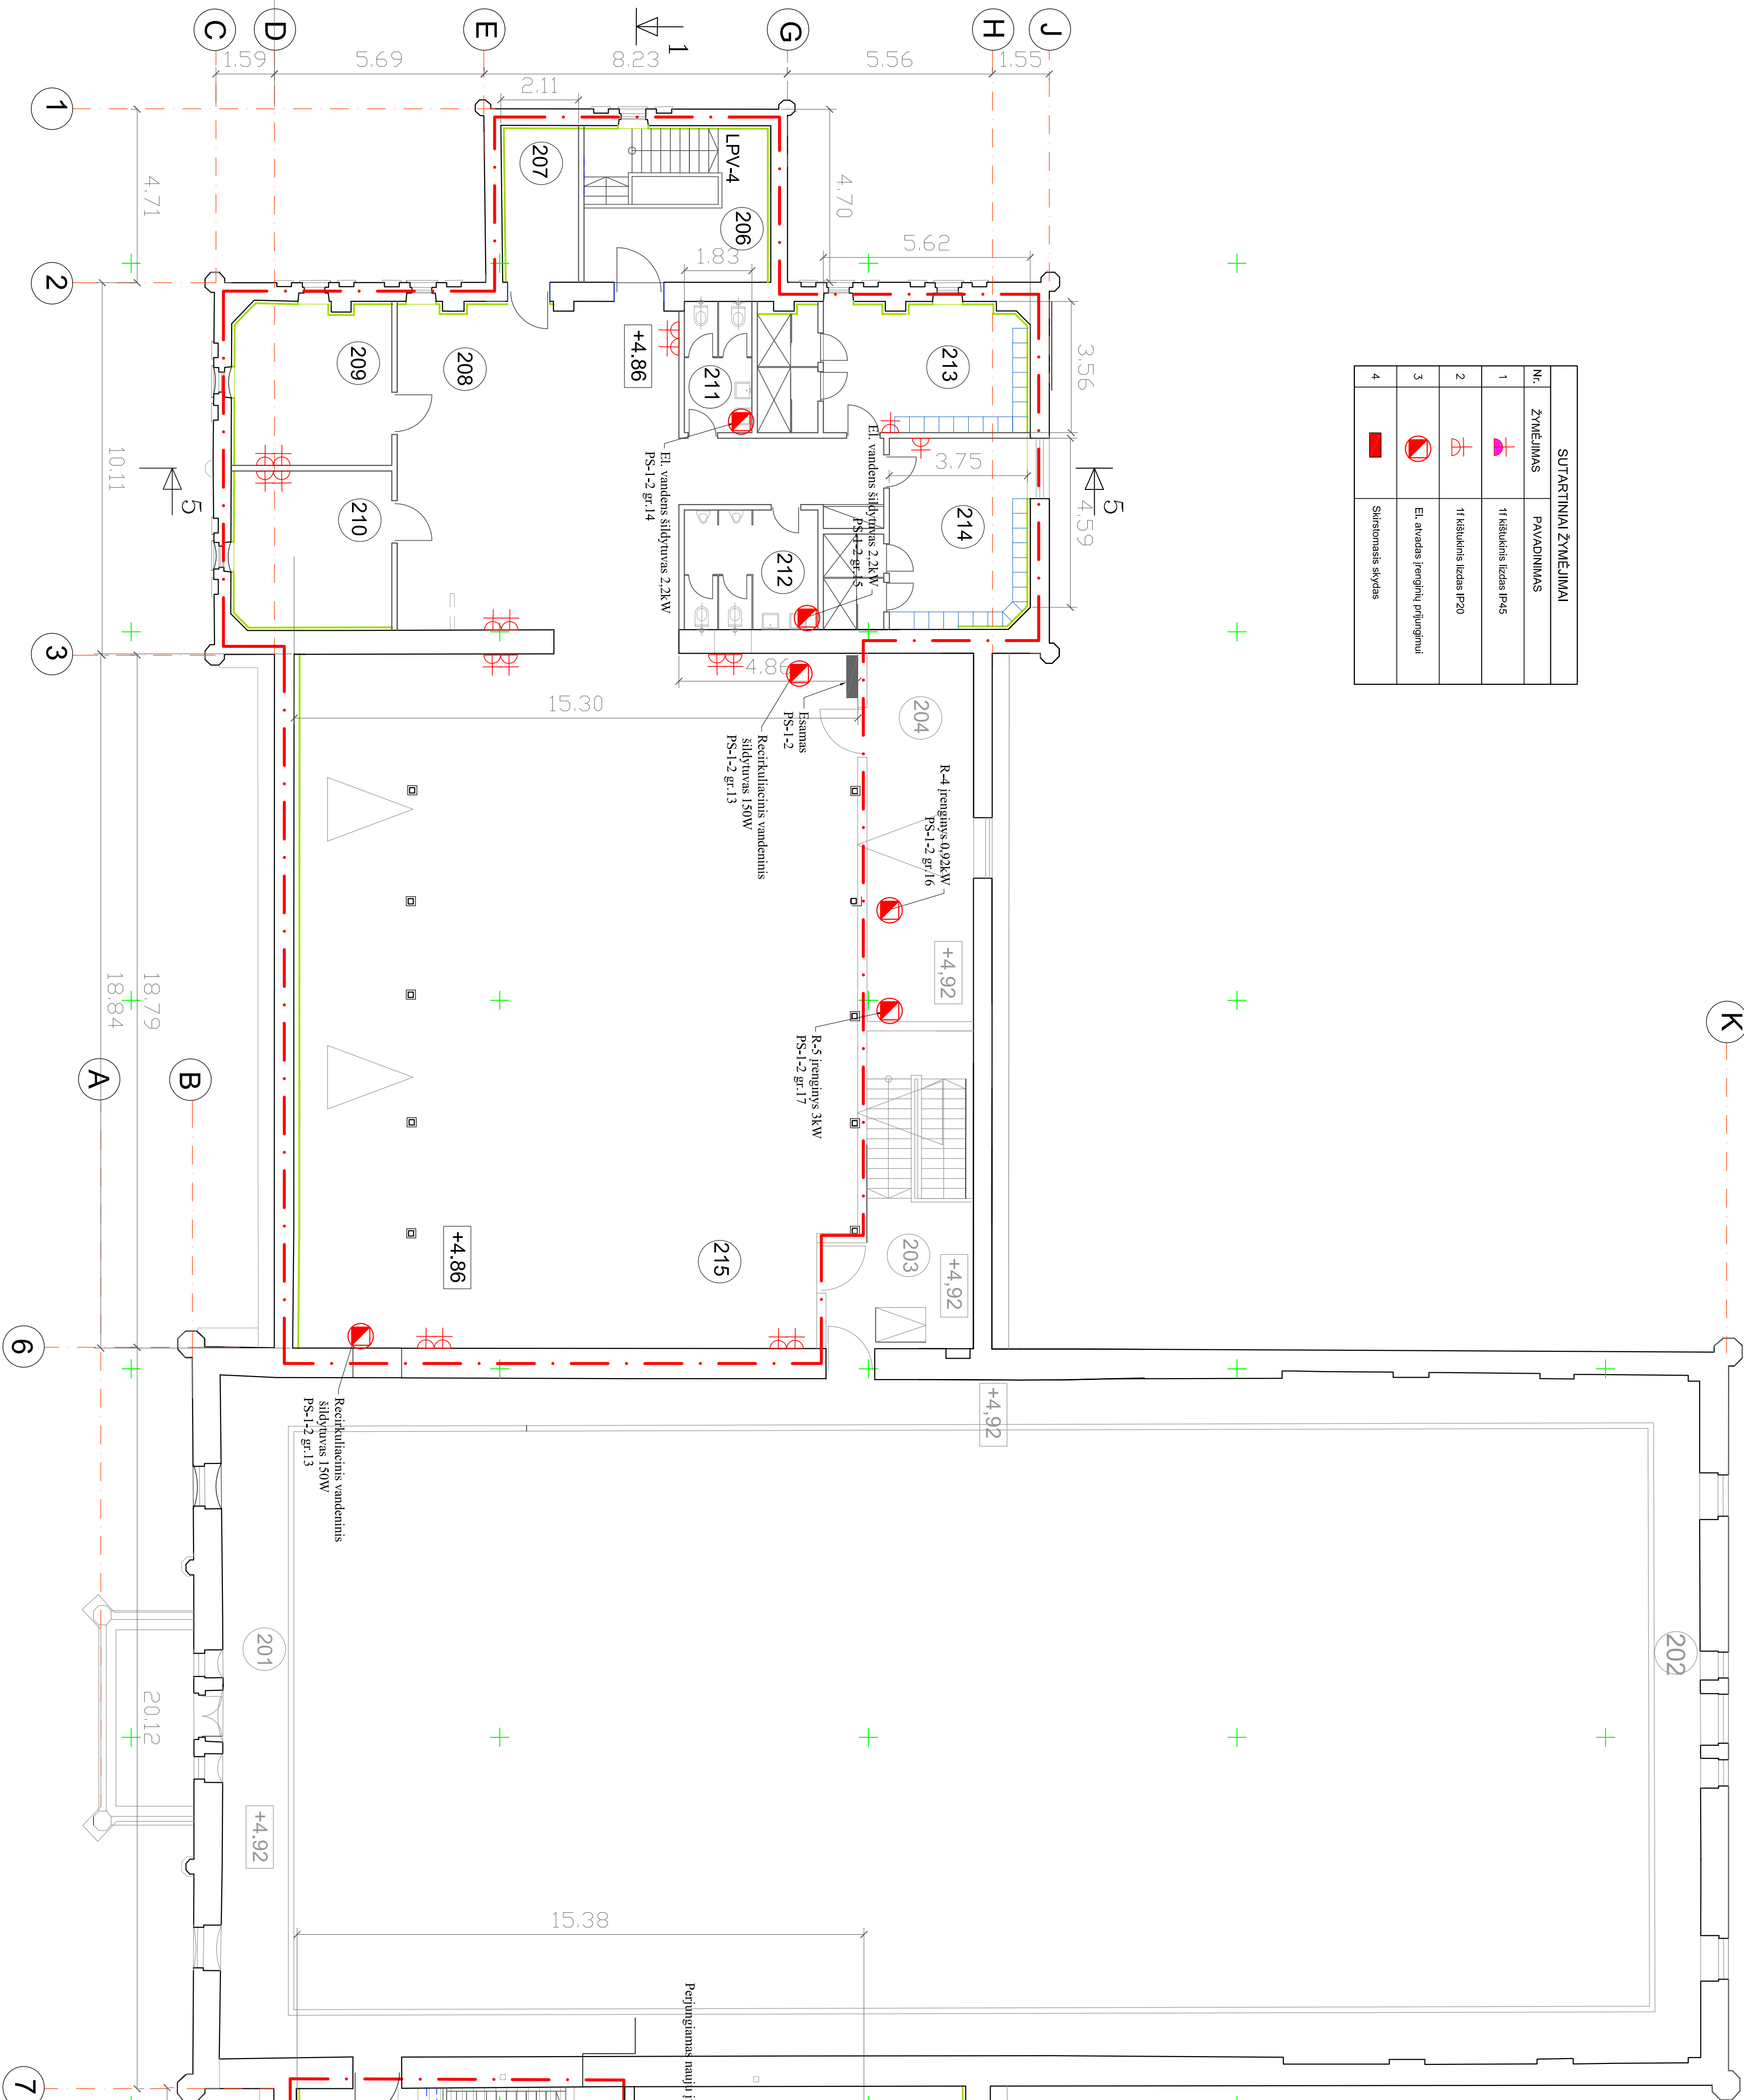 SUTARTINIAI ŽYMĖJIMAI
Nr. ŽYMĖJIMAS PAVADINIMAS
1 1f kištukinis lizdas IP45
2 1f kištukinis lizdas IP20
3 El. atvadas įrenginių prijungimui
4 Skirstomasis skydas
K
J
H
G
E
D
C
B
A
1
2
3
6
7
1.55
5.56
8.23
5.69
1.59
4.71
4.70
10.11
18.79
18.84
20.12
2.11
1.83
5.62
3.56
3.75
4.59
4.86
15.30
15.38
1
5
5
LPV-4
206
207
208
209
210
211
212
213
214
215
201
202
203
204
+4.86
+4.86
+4,92
+4,92
+4,92
+4.92
El. vandens šildytuvas 2,2kW
PS-1-2 gr.15
El. vandens šildytuvas 2,2kW
PS-1-2 gr.14
Esamas
PS-1-2
Recirkuliacinis vandeninis
šildytuvas 150W
PS-1-2 gr.13
R-4 įrenginys 0,92kW
PS-1-2 gr.16
R-5 įrenginys 3kW
PS-1-2 gr.17
Recirkuliacinis vandeninis
šildytuvas 150W
PS-1-2 gr.13
Perjungiamas nauju į